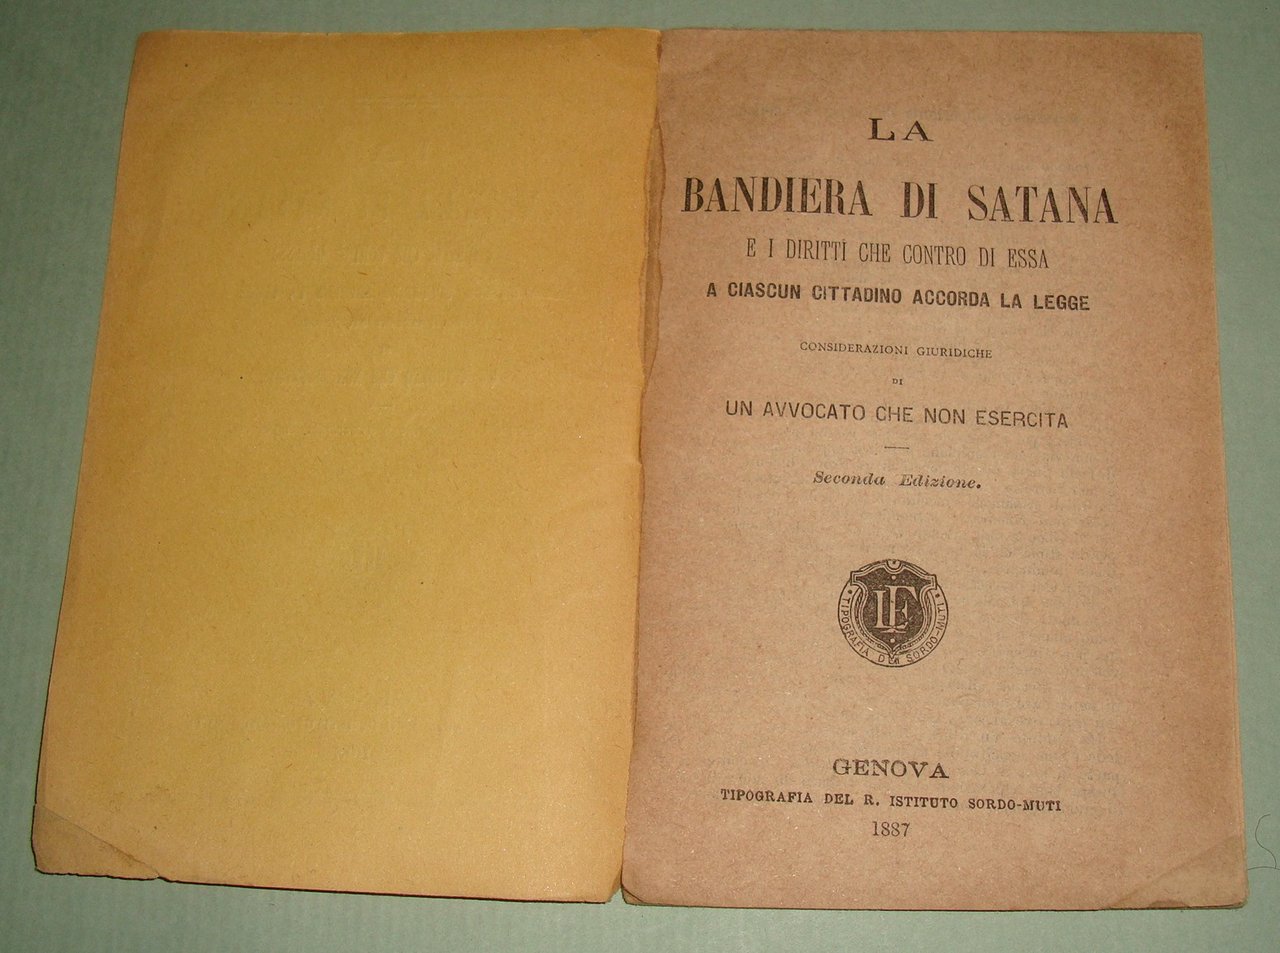 LA
BANDIERA DI SATANA
E I DIRITTI CHE CONTRO DI ESSA
A CIASCUN CITTADINO ACCORDA LA LEGGE
CONSIDERAZIONI GIURIDICHE
DI
UN AVVOCATO CHE NON ESERCITA
Seconda Edizione.
TIPOGRAFIA DEI SORDO-MUTI
GENOVA
TIPOGRAFIA DEL R. ISTITUTO SORDO-MUTI
1887